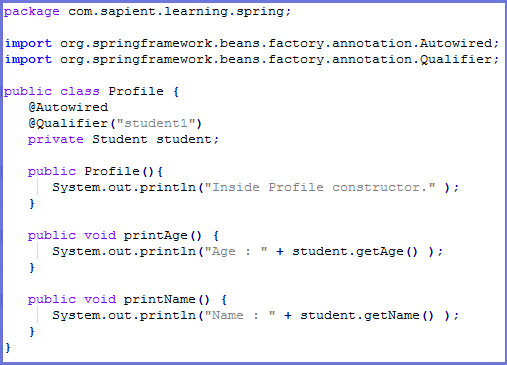 package com.sapient.learning.spring;
import org.springframework.beans.factory.annotation.Autowired;
import org.springframework.beans.factory.annotation.Qualifier;
public class Profile {
@Autowired
@Qualifier("student1")
private Student student;
public Profile(){
System.out.println("Inside Profile constructor." );
}
public void printAge() {
System.out.println("Age : " + student.getAge() );
}
public void printName() {
System.out.println("Name : " + student.getName() );
}
}